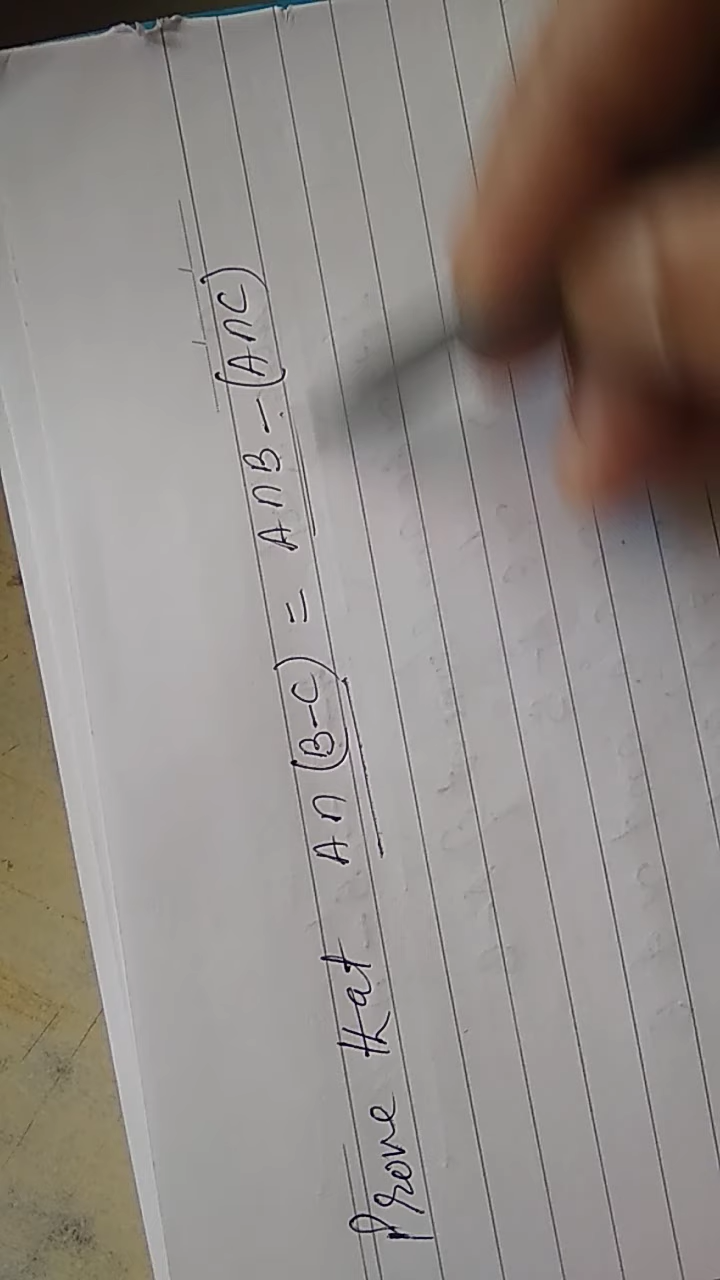 Prove that A∩(B-C) = A∩B-(A∩C)